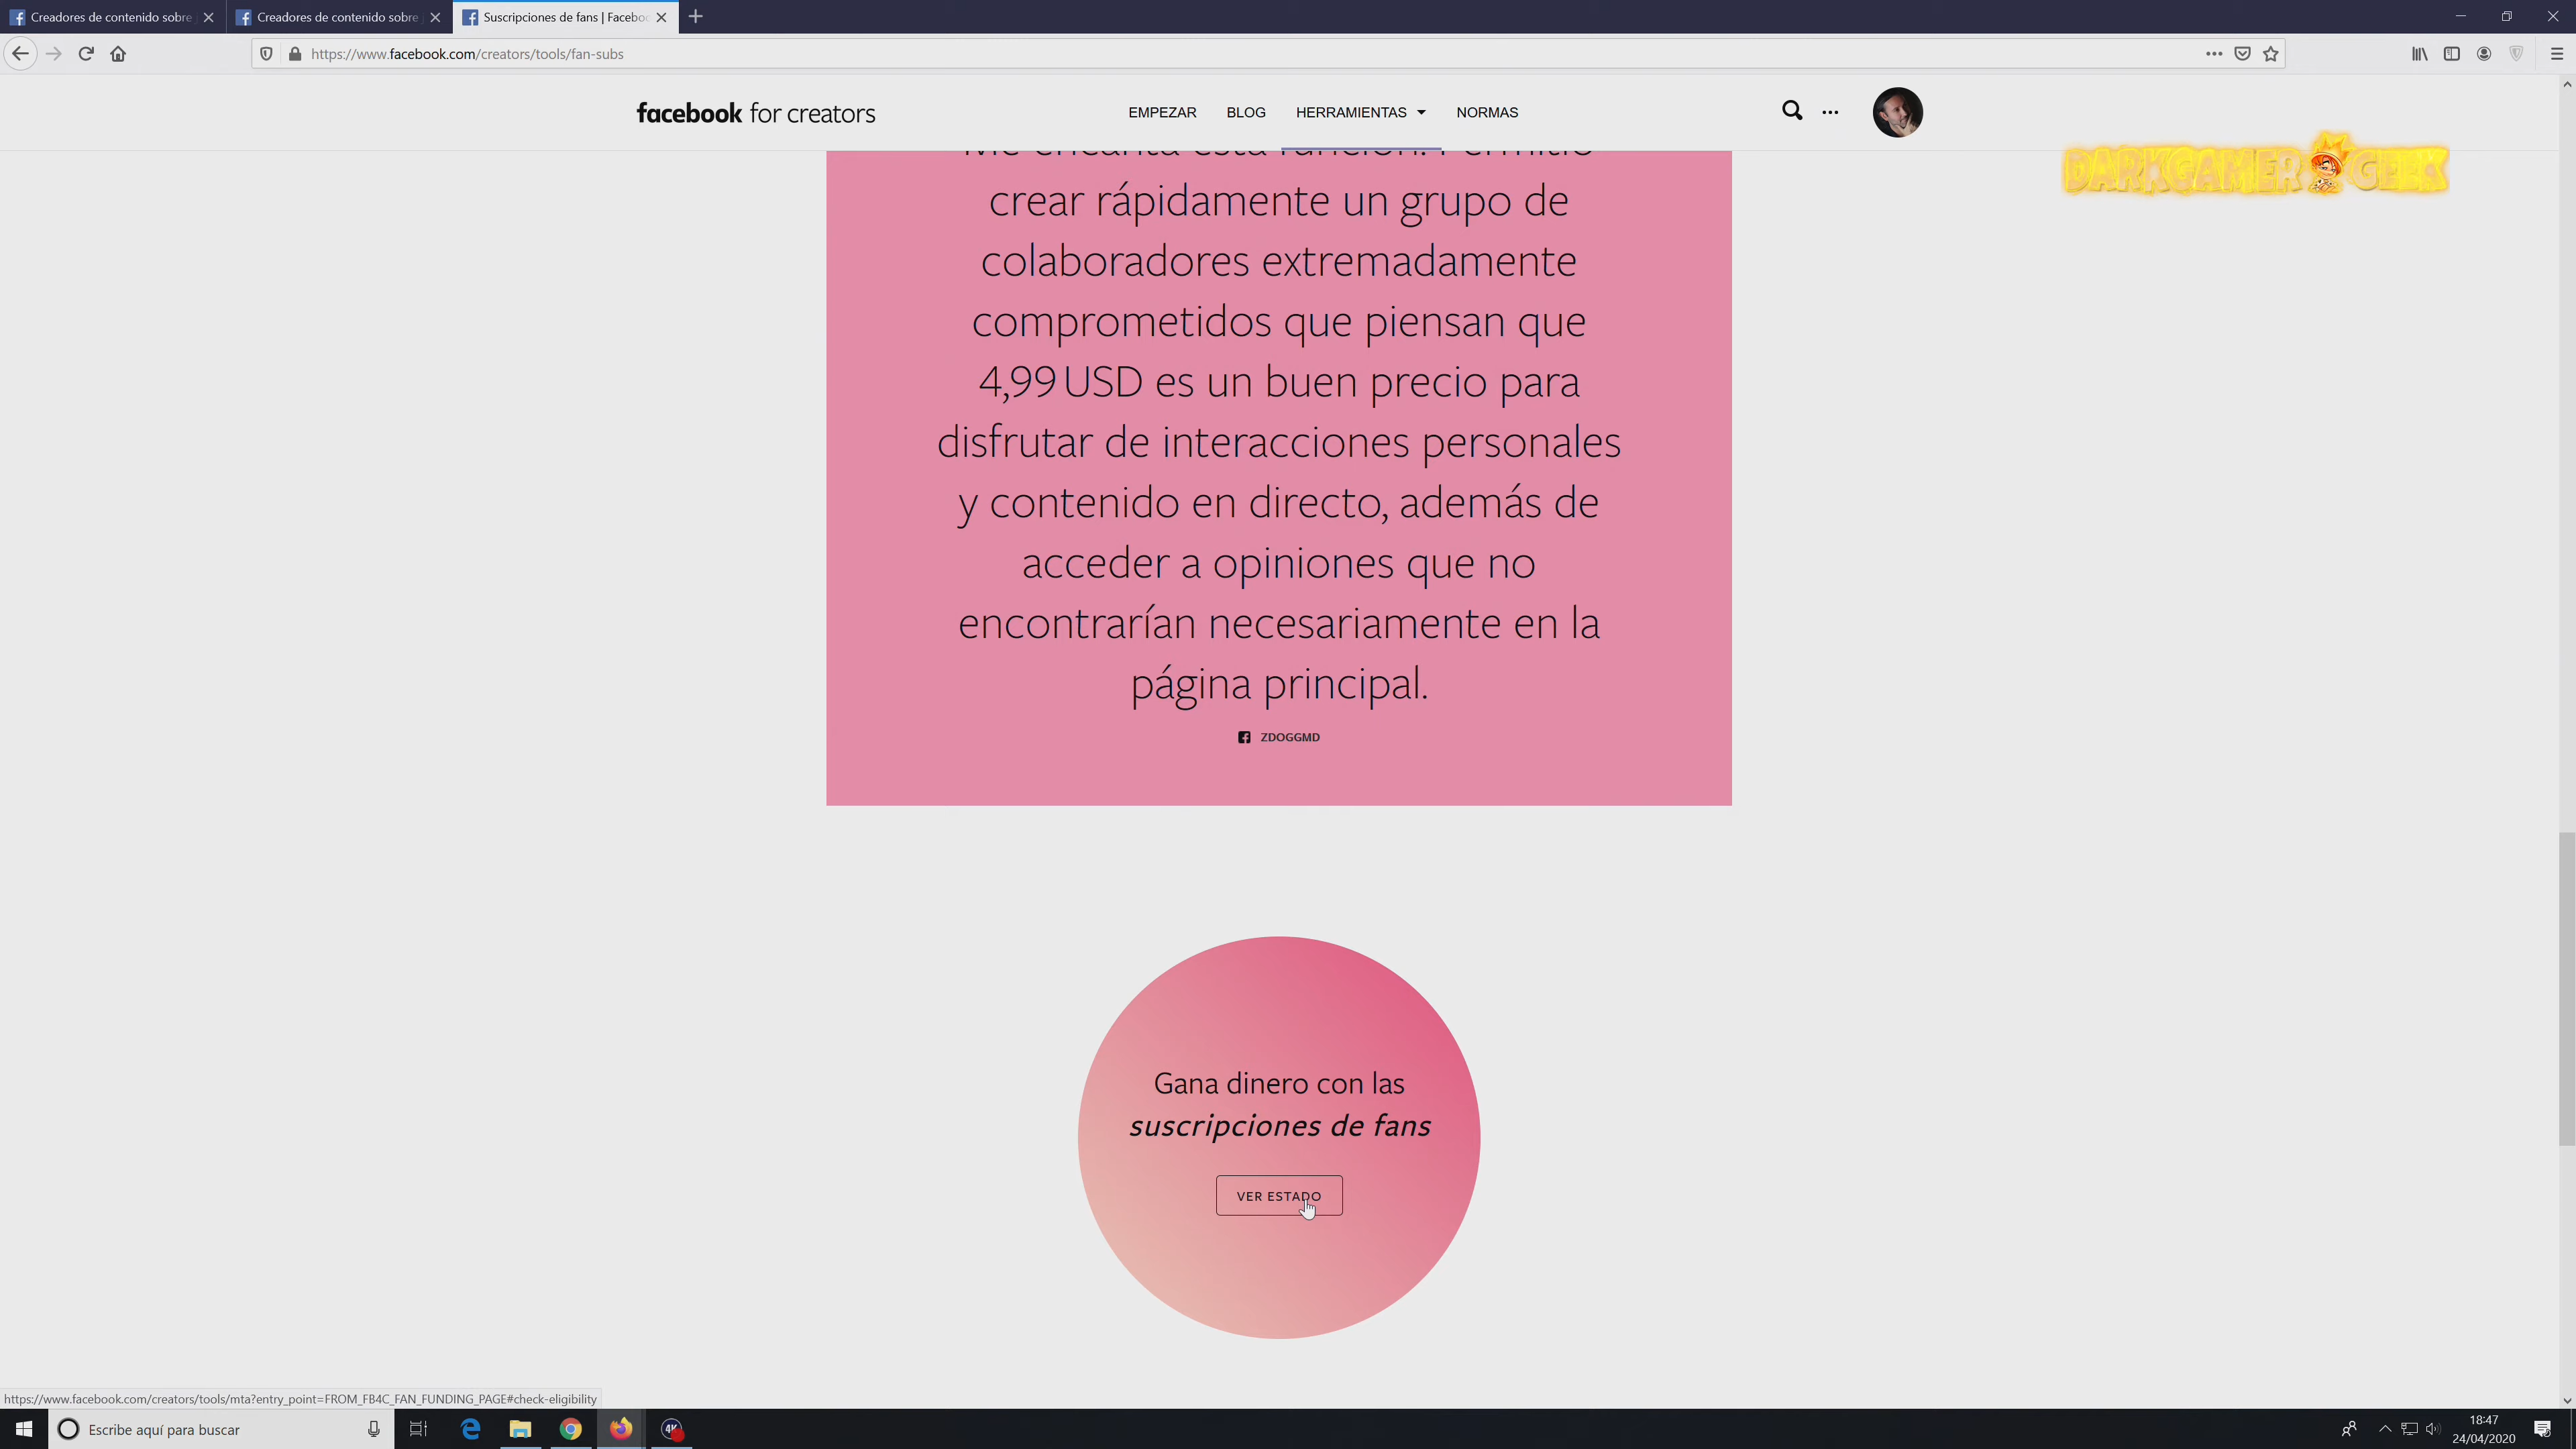 Creadores de contenido sobre
Creadores de contenido sobre
Suscripciones de fans | Facebo
https://www.facebook.com/creators/tools/fan-subs
facebook for creators
EMPEZAR
BLOG
HERRAMIENTAS
NORMAS
DARKGAMER GEEK
crear rápidamente un grupo de
colaboradores extremadamente
comprometidos que piensan que
4,99 USD es un buen precio para
disfrutar de interacciones personales
y contenido en directo, además de
acceder a opiniones que no
encontrarían necesariamente en la
página principal.
ZDOGGMD
Gana dinero con las
suscripciones de fans
VER ESTADO
https://www.facebook.com/creators/tools/mta?entry_point=FROM_FB4C_FAN_FUNDING_PAGE#check-eligibility
Escribe aquí para buscar
4K
18:47
24/04/2020